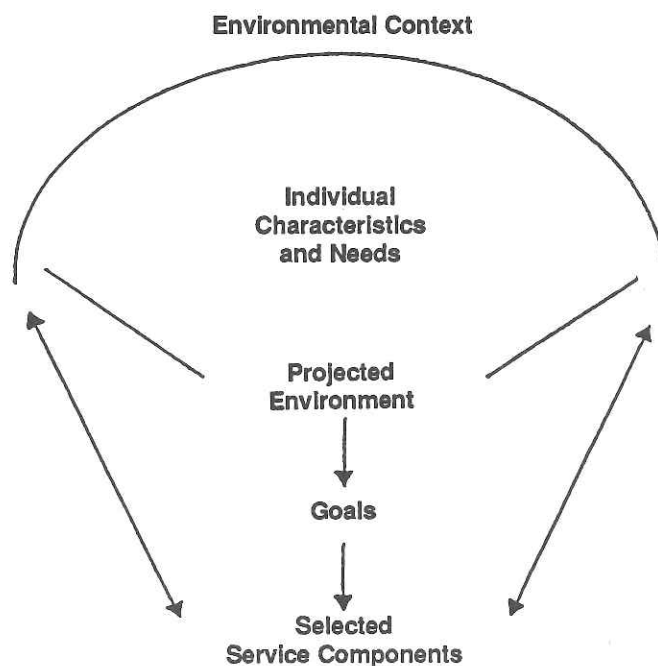 Environmental Context
Individual
Characteristics
and Needs
Projected
Environment
Goals
Selected
Service Components